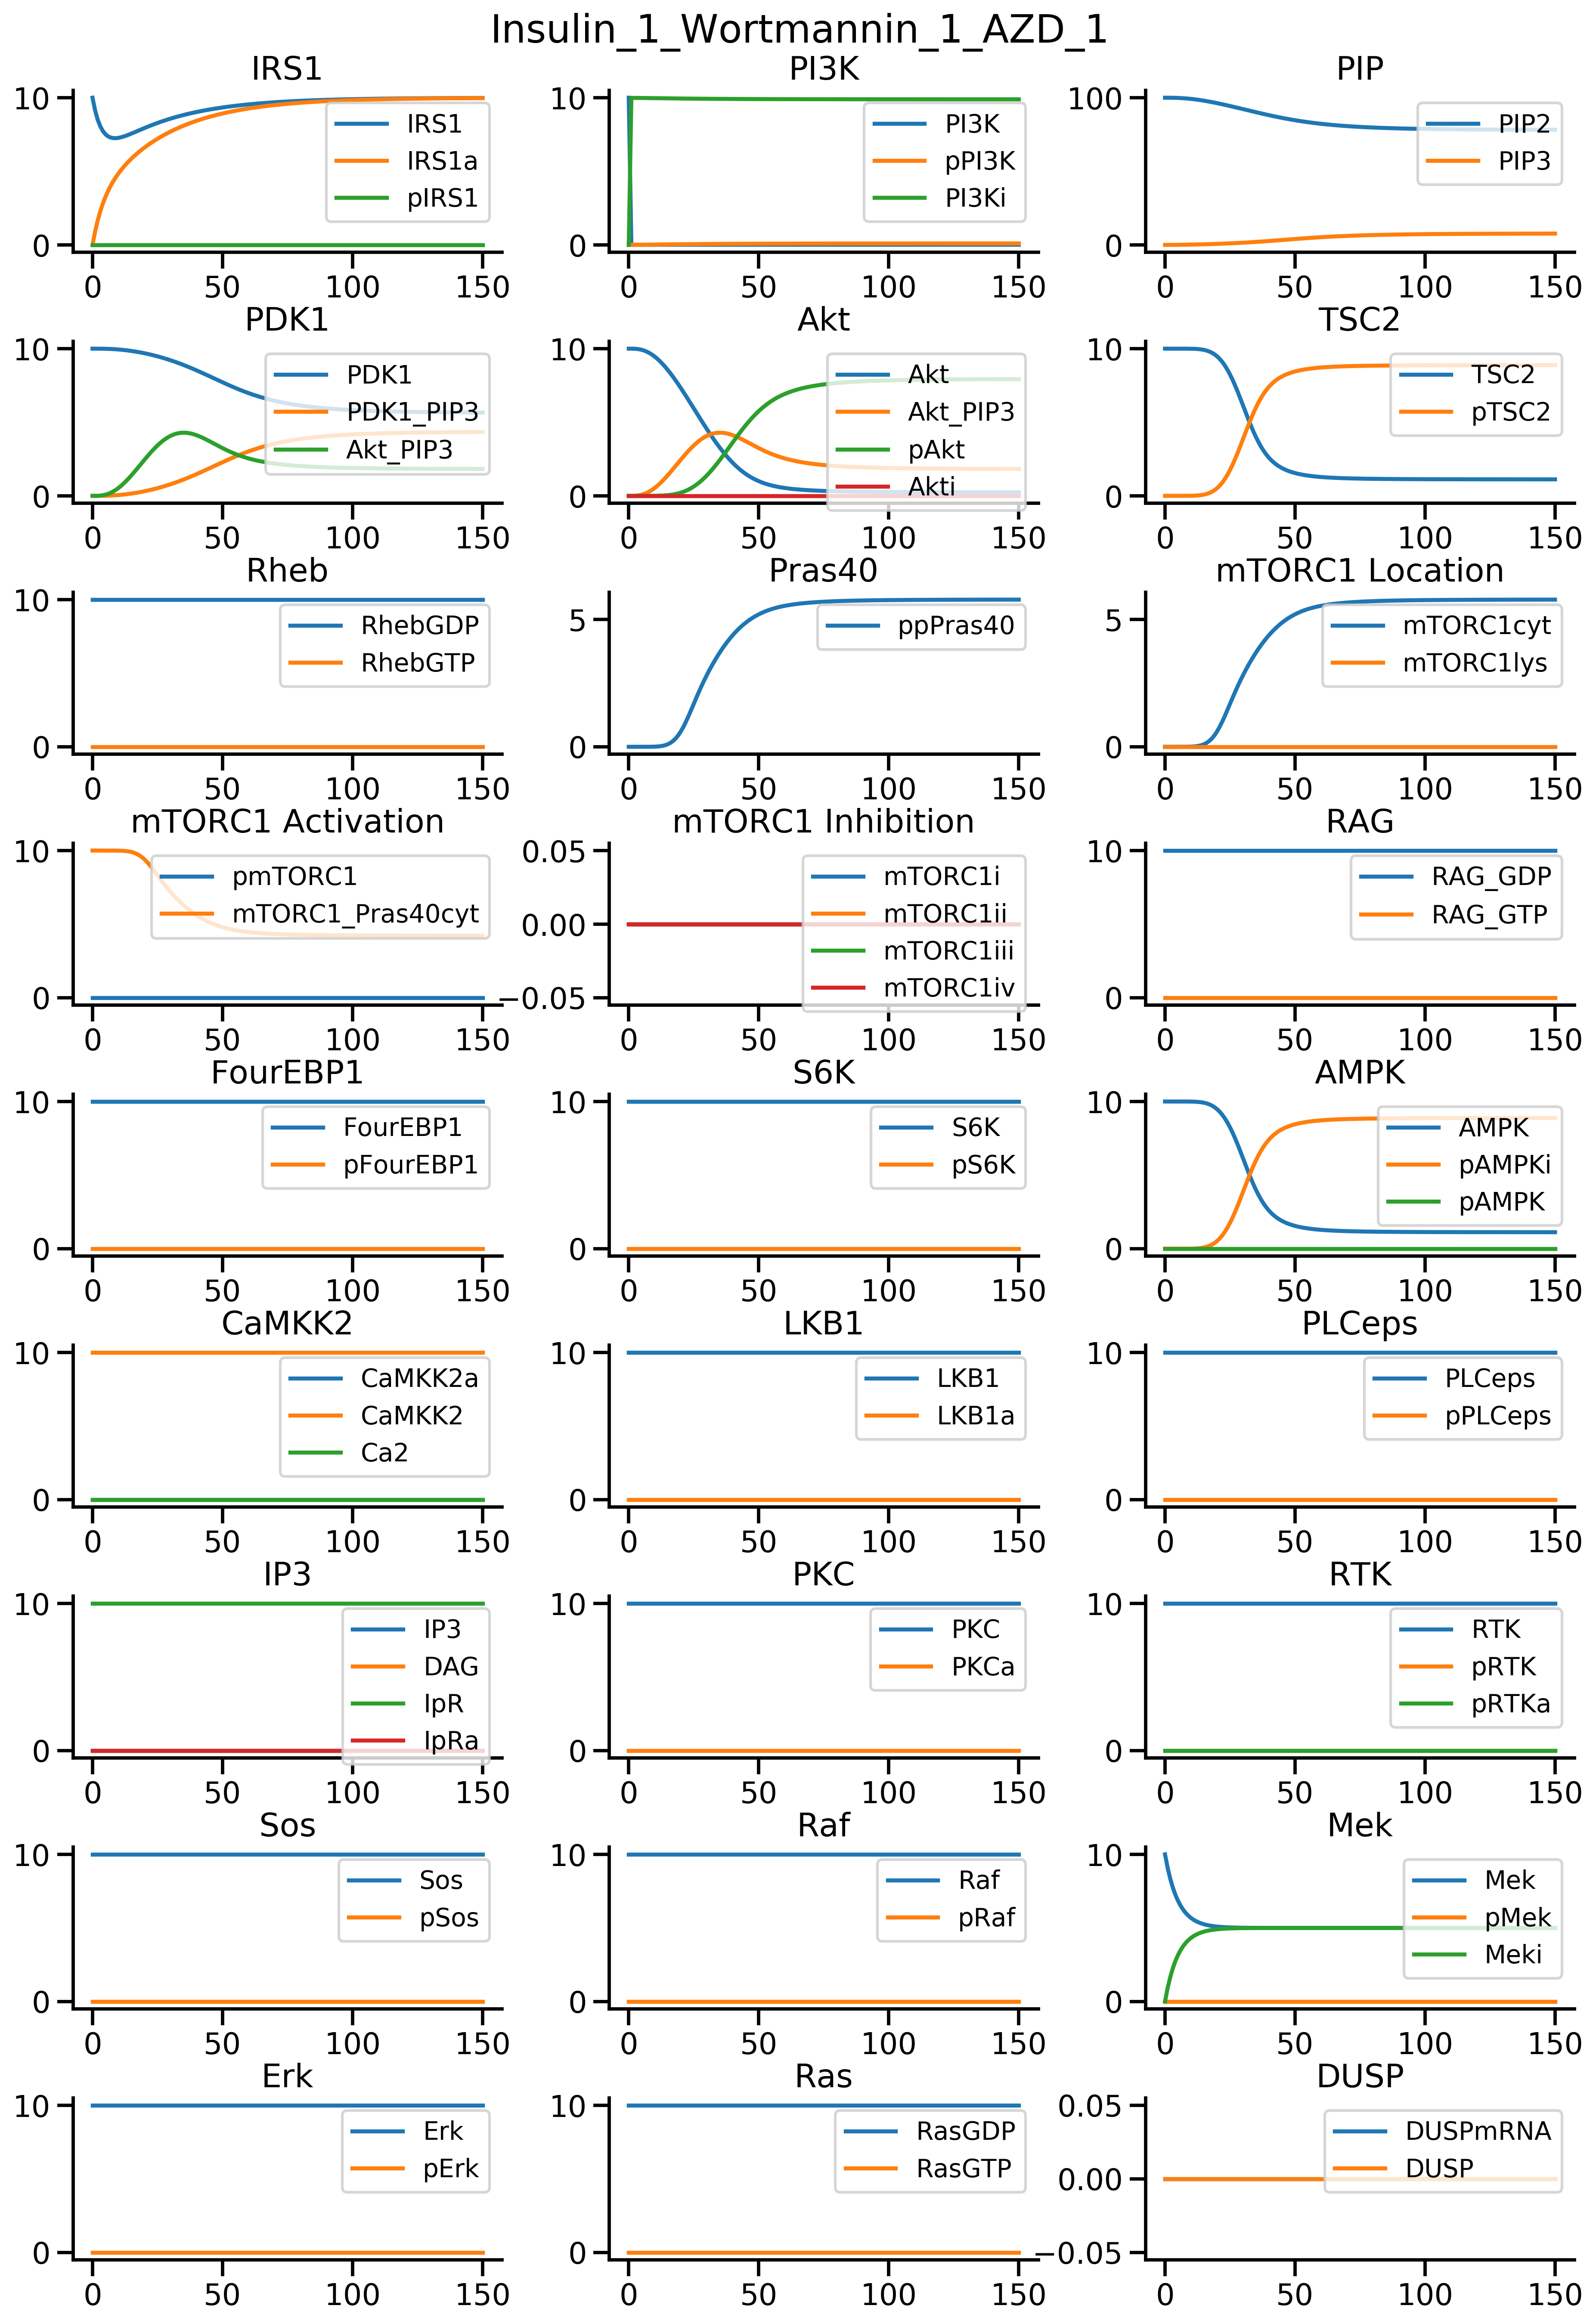 Insulin_1_Wortmannin_1_AZD_1
IRS1
10
0
0 50 100 150
IRS1
IRS1a
pIRS1
PI3K
10
0
0 50 100 150
PI3K
pPI3K
PI3Ki
PIP
100
0
0 50 100 150
PIP2
PIP3
PDK1
10
0
0 50 100 150
PDK1
PDK1_PIP3
Akt_PIP3
Akt
10
0
0 50 100 150
Akt
Akt_PIP3
pAkt
Akti
TSC2
10
0
0 50 100 150
TSC2
pTSC2
Rheb
10
0
0 50 100 150
RhebGDP
RhebGTP
Pras40
5
0
0 50 100 150
ppPras40
mTORC1 Location
5
0
0 50 100 150
mTORC1cyt
mTORC1lys
mTORC1 Activation
10
0
0 50 100 150
pmTORC1
mTORC1_Pras40cyt
mTORC1 Inhibition
0.05
0.00
−0.05
0 50 100 150
mTORC1i
mTORC1ii
mTORC1iii
mTORC1iv
RAG
10
0
0 50 100 150
RAG_GDP
RAG_GTP
FourEBP1
10
0
0 50 100 150
FourEBP1
pFourEBP1
S6K
10
0
0 50 100 150
S6K
pS6K
AMPK
10
0
0 50 100 150
AMPK
pAMPKi
pAMPK
CaMKK2
10
0
0 50 100 150
CaMKK2a
CaMKK2
Ca2
LKB1
10
0
0 50 100 150
LKB1
LKB1a
PLCeps
10
0
0 50 100 150
PLCeps
pPLCeps
IP3
10
0
0 50 100 150
IP3
DAG
IpR
IpRa
PKC
10
0
0 50 100 150
PKC
PKCa
RTK
10
0
0 50 100 150
RTK
pRTK
pRTKa
Sos
10
0
0 50 100 150
Sos
pSos
Raf
10
0
0 50 100 150
Raf
pRaf
Mek
10
0
0 50 100 150
Mek
pMek
Meki
Erk
10
0
0 50 100 150
Erk
pErk
Ras
10
0
0 50 100 150
RasGDP
RasGTP
DUSP
0.05
0.00
−0.05
0 50 100 150
DUSPmRNA
DUSP